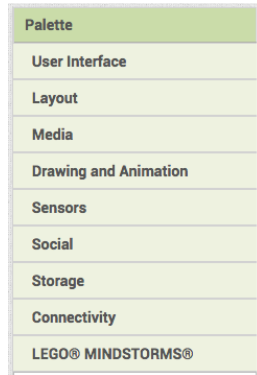 Palette
User Interface
Layout
Media
Drawing and Animation
Sensors
Social
Storage
Connectivity
LEGO® MINDSTORMS®